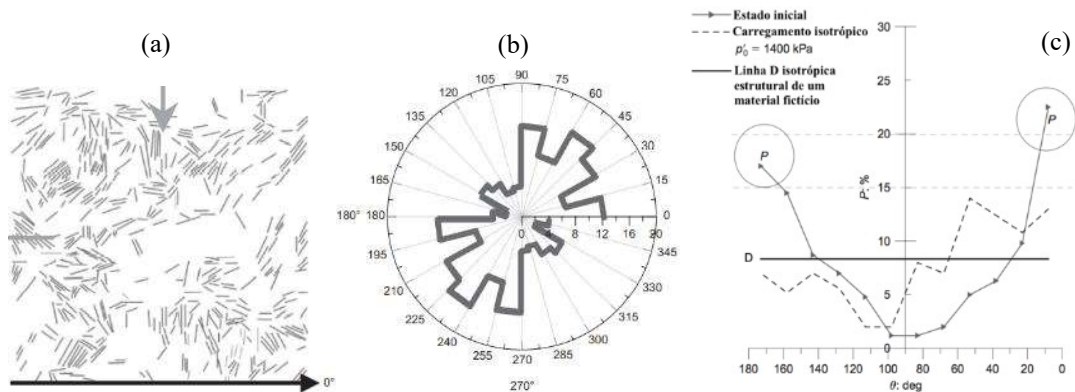 (a)
0°
(b)
90
75
60
45
30
15
0
345
330
315
300
285
270
255
240
225
210
195
180° 180
165
150
135
120
105
0 4 8 12 16 20
270°
Estado inicial
Carregamento isotrópico
p′₀ = 1400 kPa
Linha D isotrópica
estrutural de um
material fictício
(c)
30
25
20
15
10
5
0
P: %
P
P
D
180 160 140 120 100 80 60 40 20 0
θ: deg